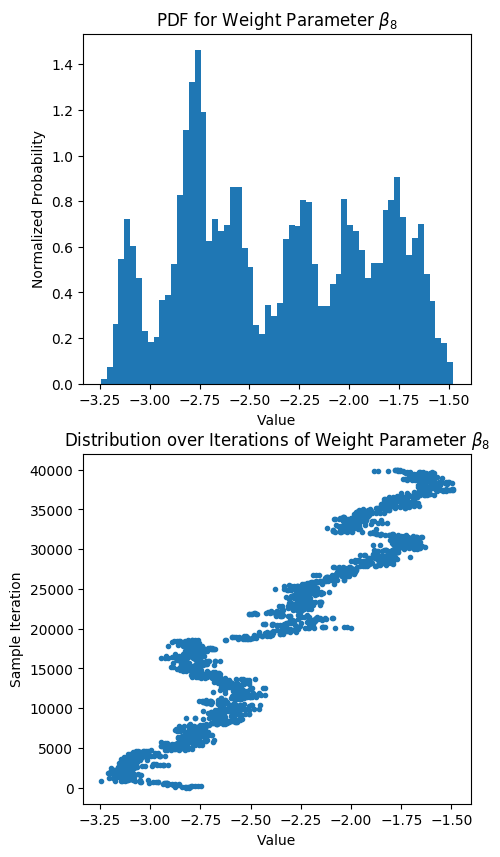 PDF for Weight Parameter β₈
Normalized Probability
1.4
1.2
1.0
0.8
0.6
0.4
0.2
0.0
−3.25 −3.00 −2.75 −2.50 −2.25 −2.00 −1.75 −1.50
Value
Distribution over Iterations of Weight Parameter β₈
Sample Iteration
40000
35000
30000
25000
20000
15000
10000
5000
0
−3.25 −3.00 −2.75 −2.50 −2.25 −2.00 −1.75 −1.50
Value